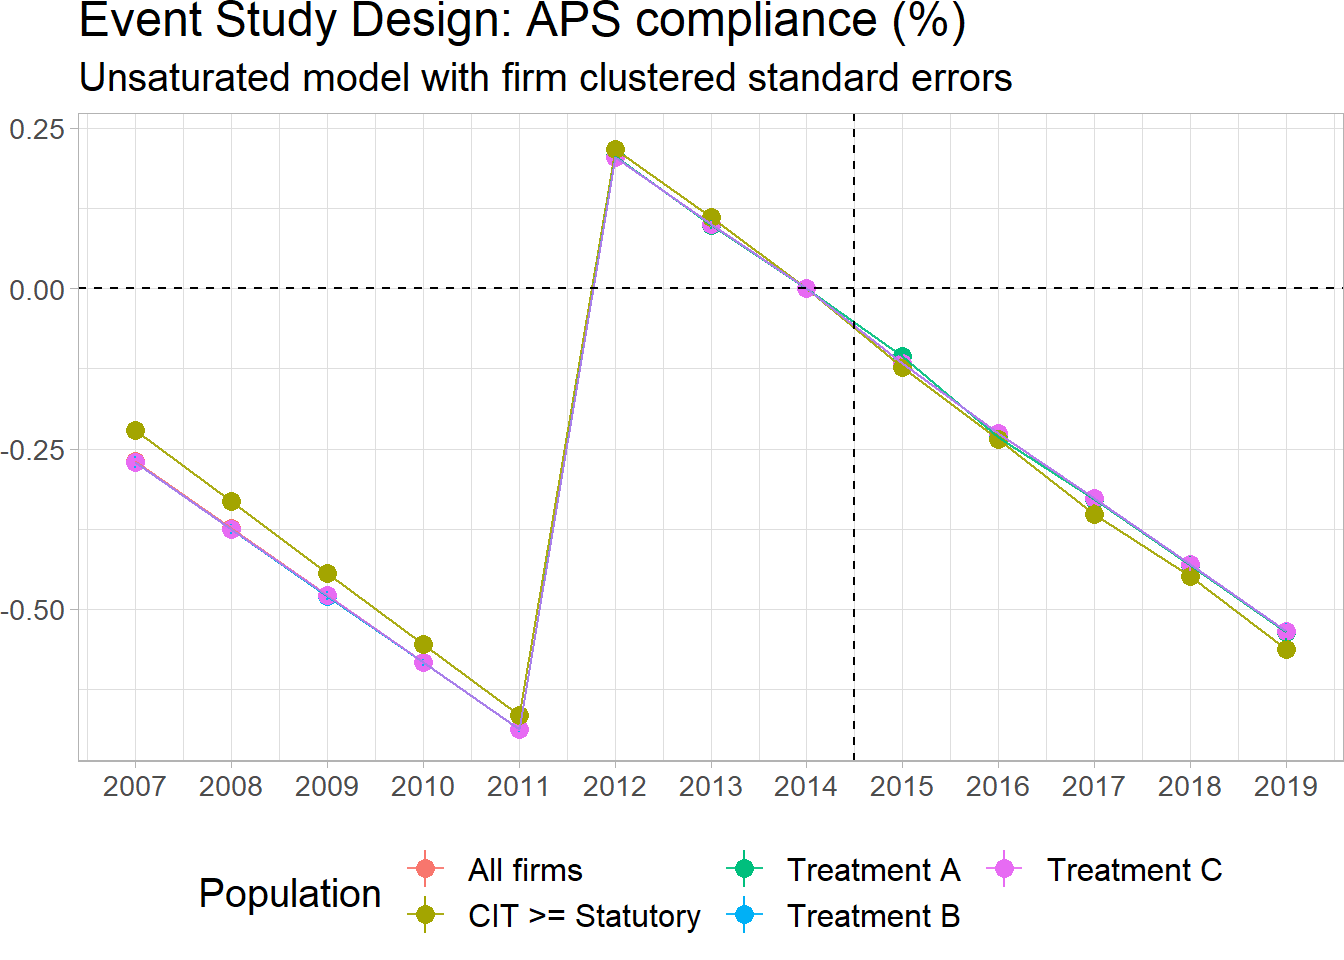 Event Study Design: APS compliance (%)
Unsaturated model with firm clustered standard errors
0.25
0.00
-0.25
-0.50
2007 2008 2009 2010 2011 2012 2013 2014 2015 2016 2017 2018 2019
Population
All firms
CIT >= Statutory
Treatment A
Treatment B
Treatment C